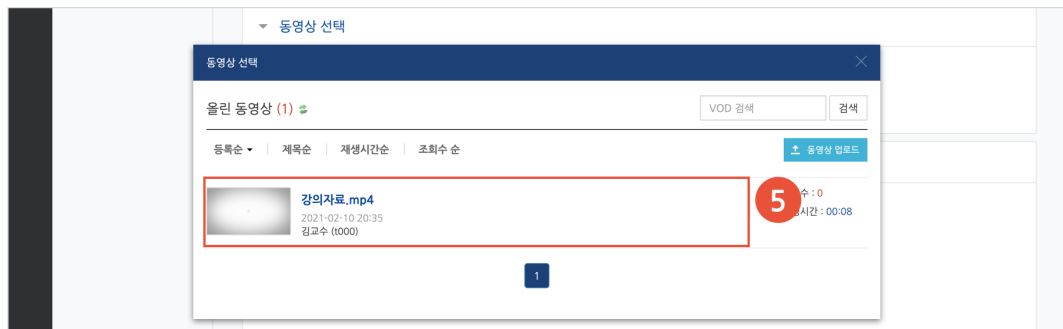 동영상 선택
동영상 선택
올린 동영상 (1)
VOD 검색 검색
등록순 제목순 재생시간순 조회수 순
동영상 업로드
강의자료.mp4
2021-02-10 20:35
김교수 (t000)
5
수 : 0
시간 : 00:08
1